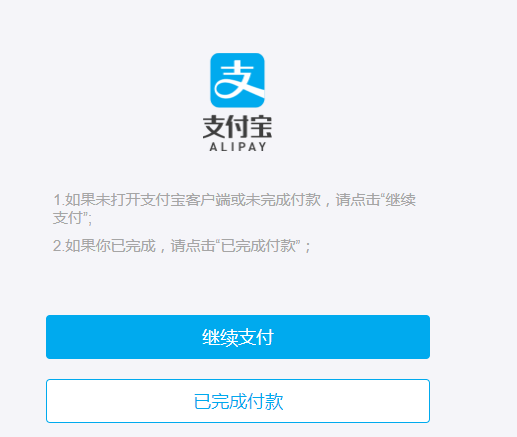 支
支付宝
ALIPAY
1.如果未打开支付宝客户端或未完成付款，请点击“继续
支付”;
2.如果你已完成，请点击“已完成付款”；
继续支付
已完成付款